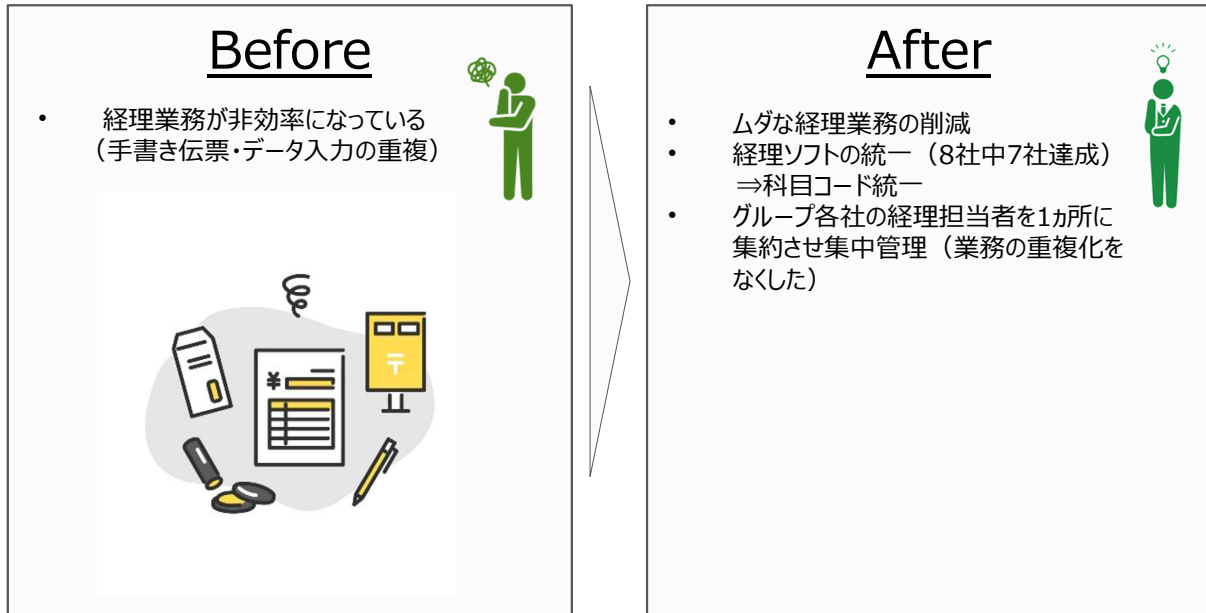 Before
• 経理業務が非効率になっている
（手書き伝票・データ入力の重複）
¥
〒
After
• ムダな経理業務の削減
• 経理ソフトの統一（8社中7社達成）
⇒科目コード統一
• グループ各社の経理担当者を1ヵ所に
集約させ集中管理（業務の重複化を
なくした）